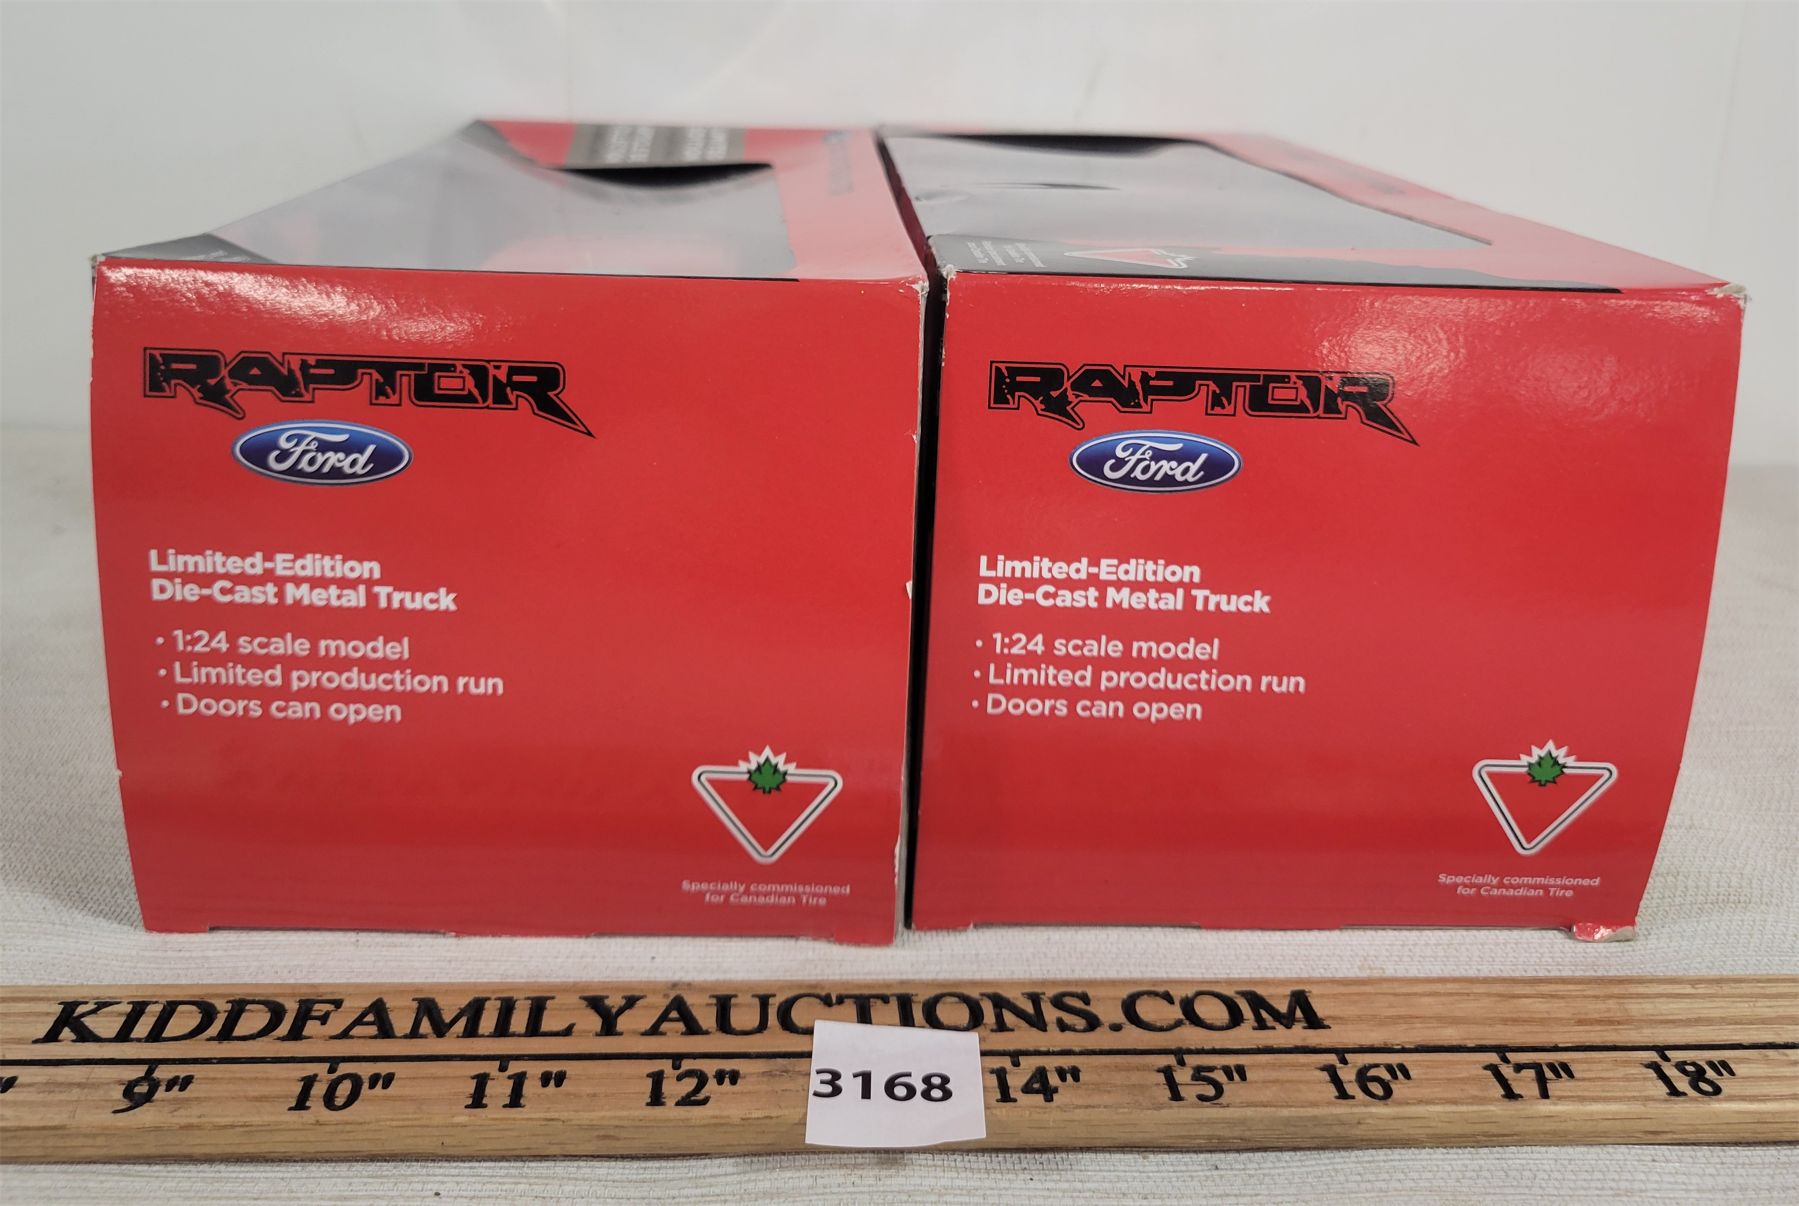 RAPTOR
Ford
Limited-Edition
Die-Cast Metal Truck
• 1:24 scale model
• Limited production run
• Doors can open
Specially commissioned
for Canadian Tire
RAPTOR
Ford
Limited-Edition
Die-Cast Metal Truck
• 1:24 scale model
• Limited production run
• Doors can open
Specially commissioned
for Canadian Tire
KIDDFAMILYAUCTIONS.COM
9" 10" 11" 12" 14" 15" 16" 17" 18"
3168